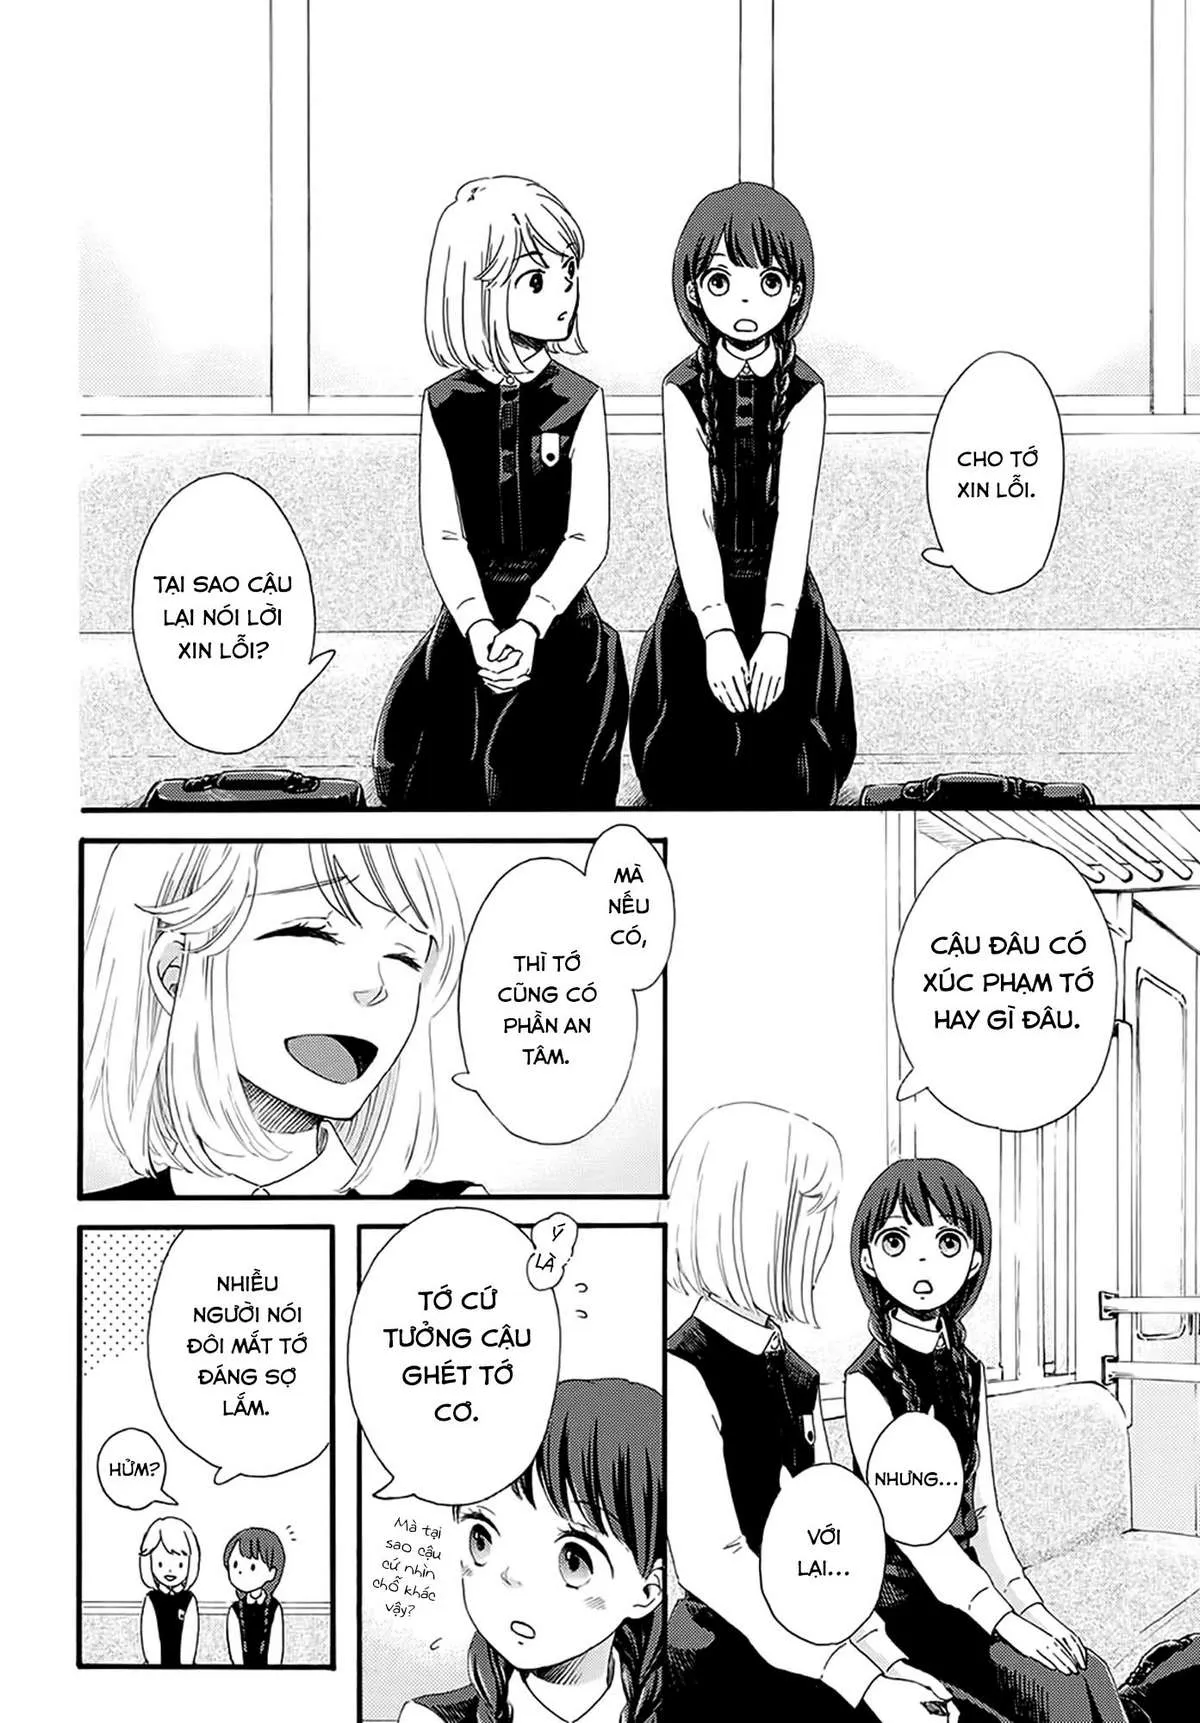 CHO TỚ
XIN LỖI.
TẠI SAO CẬU
LẠI NÓI LỜI
XIN LỖI?
CẬU ĐÂU CÓ
XÚC PHẠM TỚ
HAY GÌ ĐÂU.
NHƯNG...
VỚI
LẠI...
MÀ
NẾU
CÓ,
THÌ TỚ
CŨNG CÓ
PHẦN AN
TÂM.
Ý
LÀ
TỚ CỨ
TƯỞNG CẬU
GHÉT TỚ
CƠ.
Mà tại
sao cậu
cứ nhìn
chỗ khác
vậy?
NHIỀU
NGƯỜI NÓI
ĐÔI MẮT TỚ
ĐÁNG SỢ
LẮM.
HỬM?